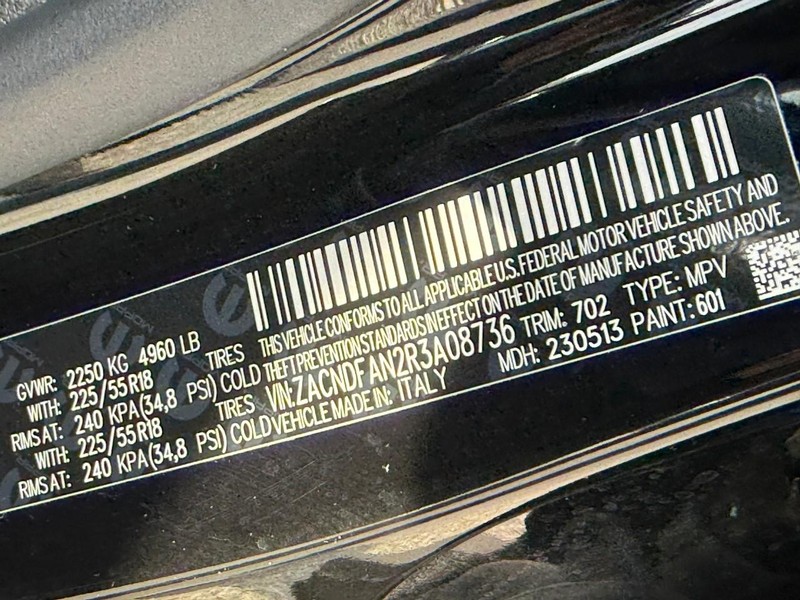 THIS VEHICLE CONFORMS TO ALL APPLICABLE U.S. FEDERAL MOTOR VEHICLE SAFETY AND
THEFT PREVENTION STANDARDS IN EFFECT ON THE DATE OF MANUFACTURE SHOWN ABOVE.
GVWR: 2250 KG 4960 LB
WITH: 225/55R18 TIRES
RIMS AT: 240 KPA(34,8 PSI) COLD
WITH: 225/55R18 TIRES
RIMS AT: 240 KPA(34,8 PSI) COLD
VIN: ZACNDFAN2R3A08736 TRIM: 702 TYPE: MPV
VEHICLE MADE IN: ITALY MDH: 230513 PAINT: 601